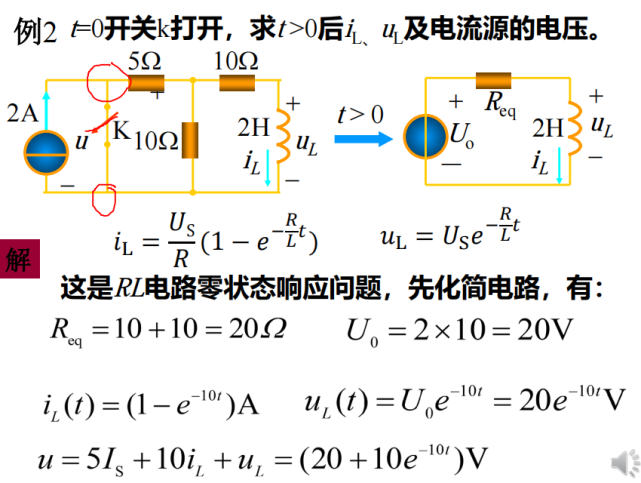 例2 t=0开关k打开，求t>0后iL、uL及电流源的电压。
5Ω 10Ω
2A + u − K 10Ω 2H iL + uL −
t > 0
+ Uo − Req 2H iL + uL −
iL = US/R (1 − e^(−R/L t)) uL = USe^(−R/L t)
解
这是RL电路零状态响应问题，先化简电路，有：
Req = 10 + 10 = 20Ω U0 = 2 × 10 = 20V
iL(t) = (1 − e^(−10t))A uL(t) = U0e^(−10t) = 20e^(−10t)V
u = 5IS + 10iL + uL = (20 + 10e^(−10t))V